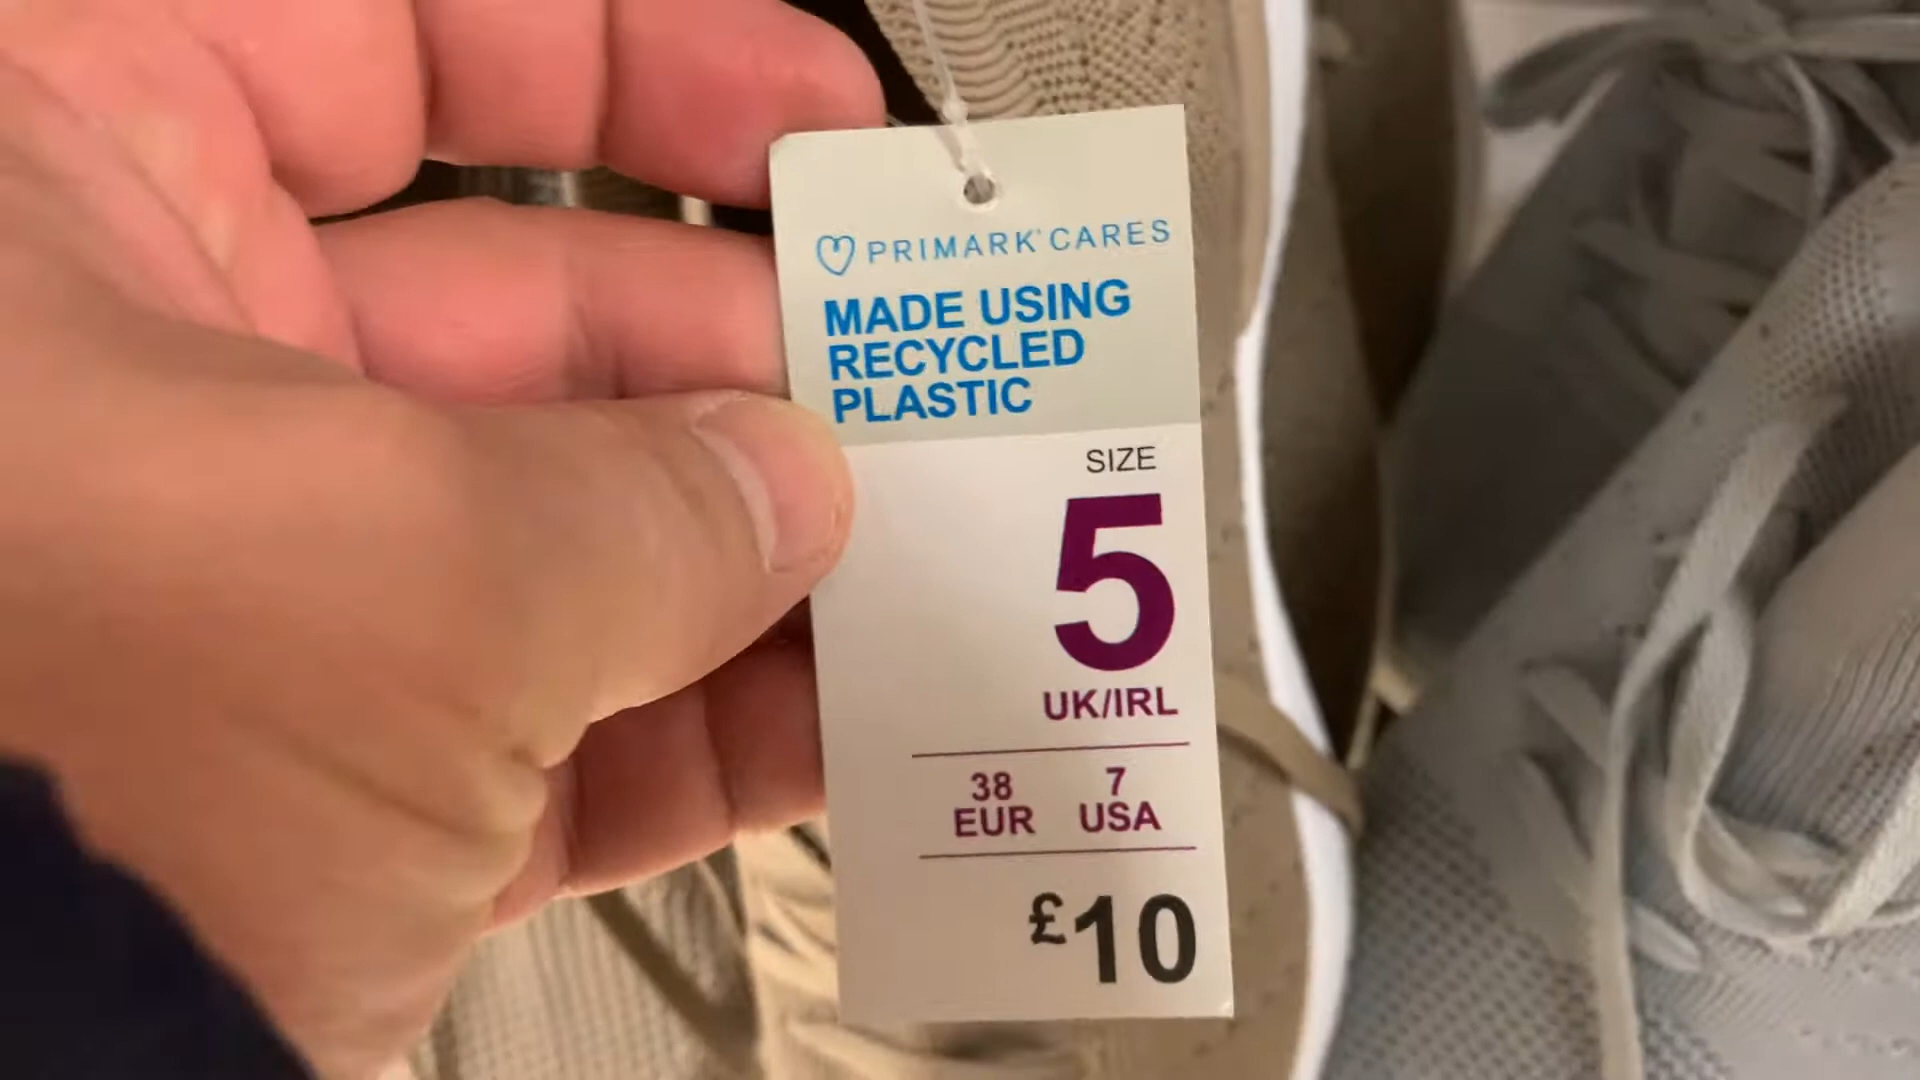 PRIMARK CARES
MADE USING
RECYCLED
PLASTIC
SIZE
5
UK/IRL
38 7
EUR USA
£10